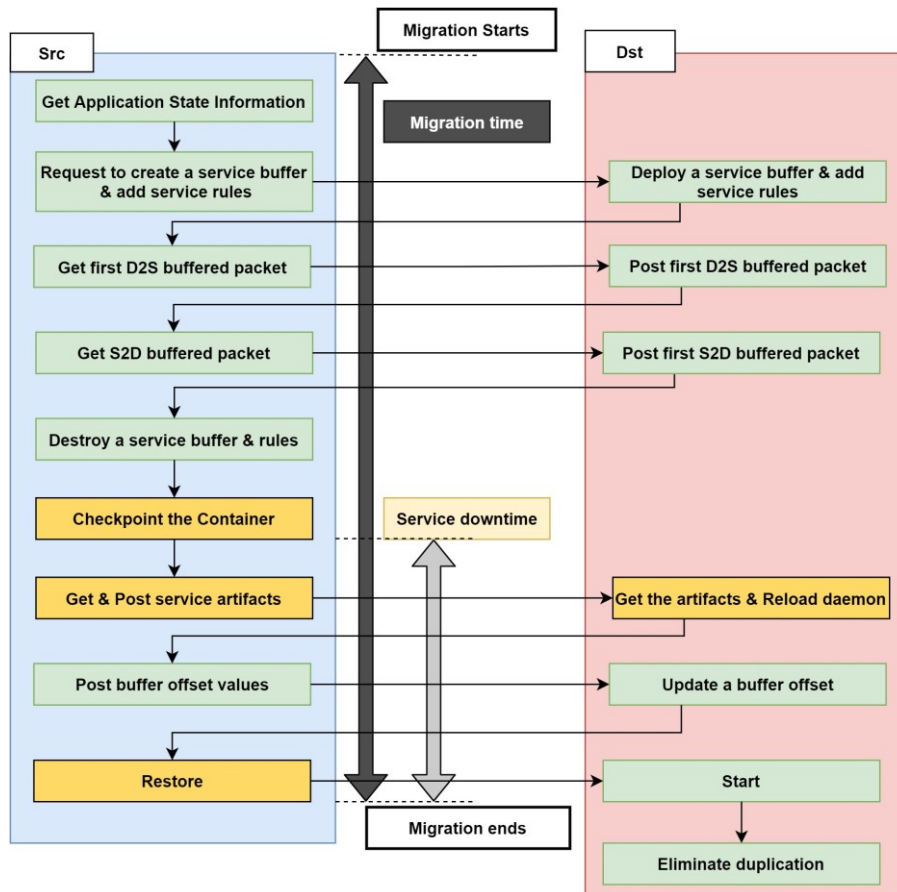 Migration Starts
Src
Dst
Get Application State Information
Migration time
Request to create a service buffer
& add service rules
Deploy a service buffer & add
service rules
Get first D2S buffered packet
Post first D2S buffered packet
Get S2D buffered packet
Post first S2D buffered packet
Destroy a service buffer & rules
Checkpoint the Container
Service downtime
Get & Post service artifacts
Get the artifacts & Reload daemon
Post buffer offset values
Update a buffer offset
Restore
Start
Migration ends
Eliminate duplication